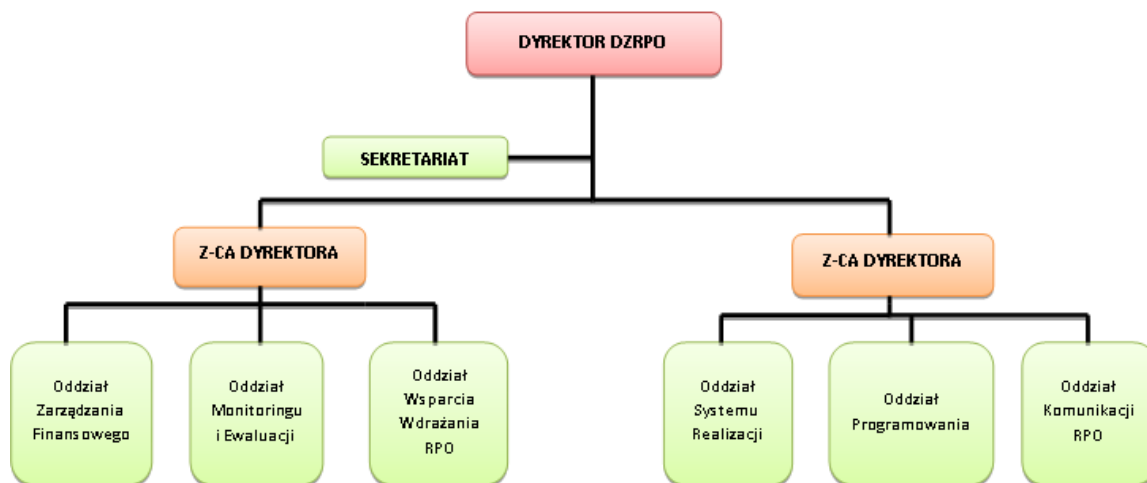 DYREKTOR DZRPO
SEKRETARIAT
Z-CA DYREKTORA
Z-CA DYREKTORA
Oddział
Zarządzania
Finansowego
Oddział
Monitoringu
i Ewaluacji
Oddział
Wsparcia
Wdrażania
RPO
Oddział
Systemu
Realizacji
Oddział
Programowania
Oddział
Komunikacji
RPO